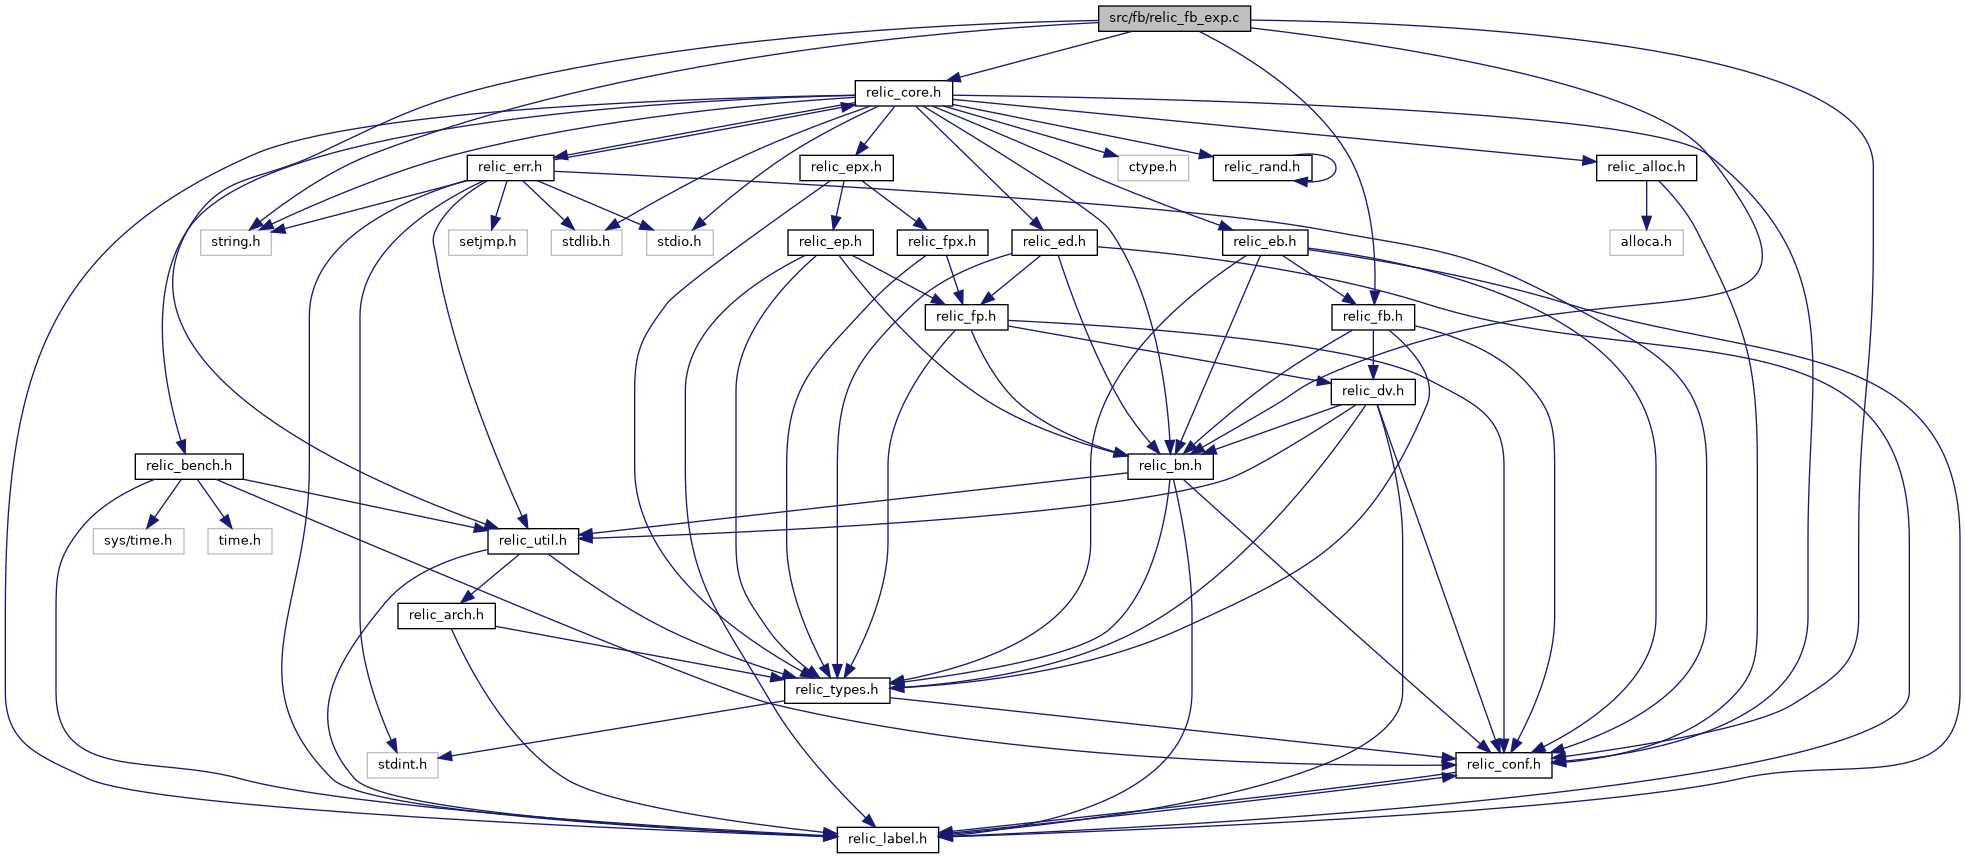 src/fb/relic_fb_exp.c
relic_core.h
relic_err.h
relic_epx.h
ctype.h
relic_rand.h
relic_alloc.h
string.h
setjmp.h
stdlib.h
stdio.h
relic_ep.h
relic_fpx.h
relic_ed.h
relic_eb.h
alloca.h
relic_fp.h
relic_fb.h
relic_dv.h
relic_bench.h
relic_bn.h
sys/time.h
time.h
relic_util.h
relic_arch.h
relic_types.h
stdint.h
relic_conf.h
relic_label.h